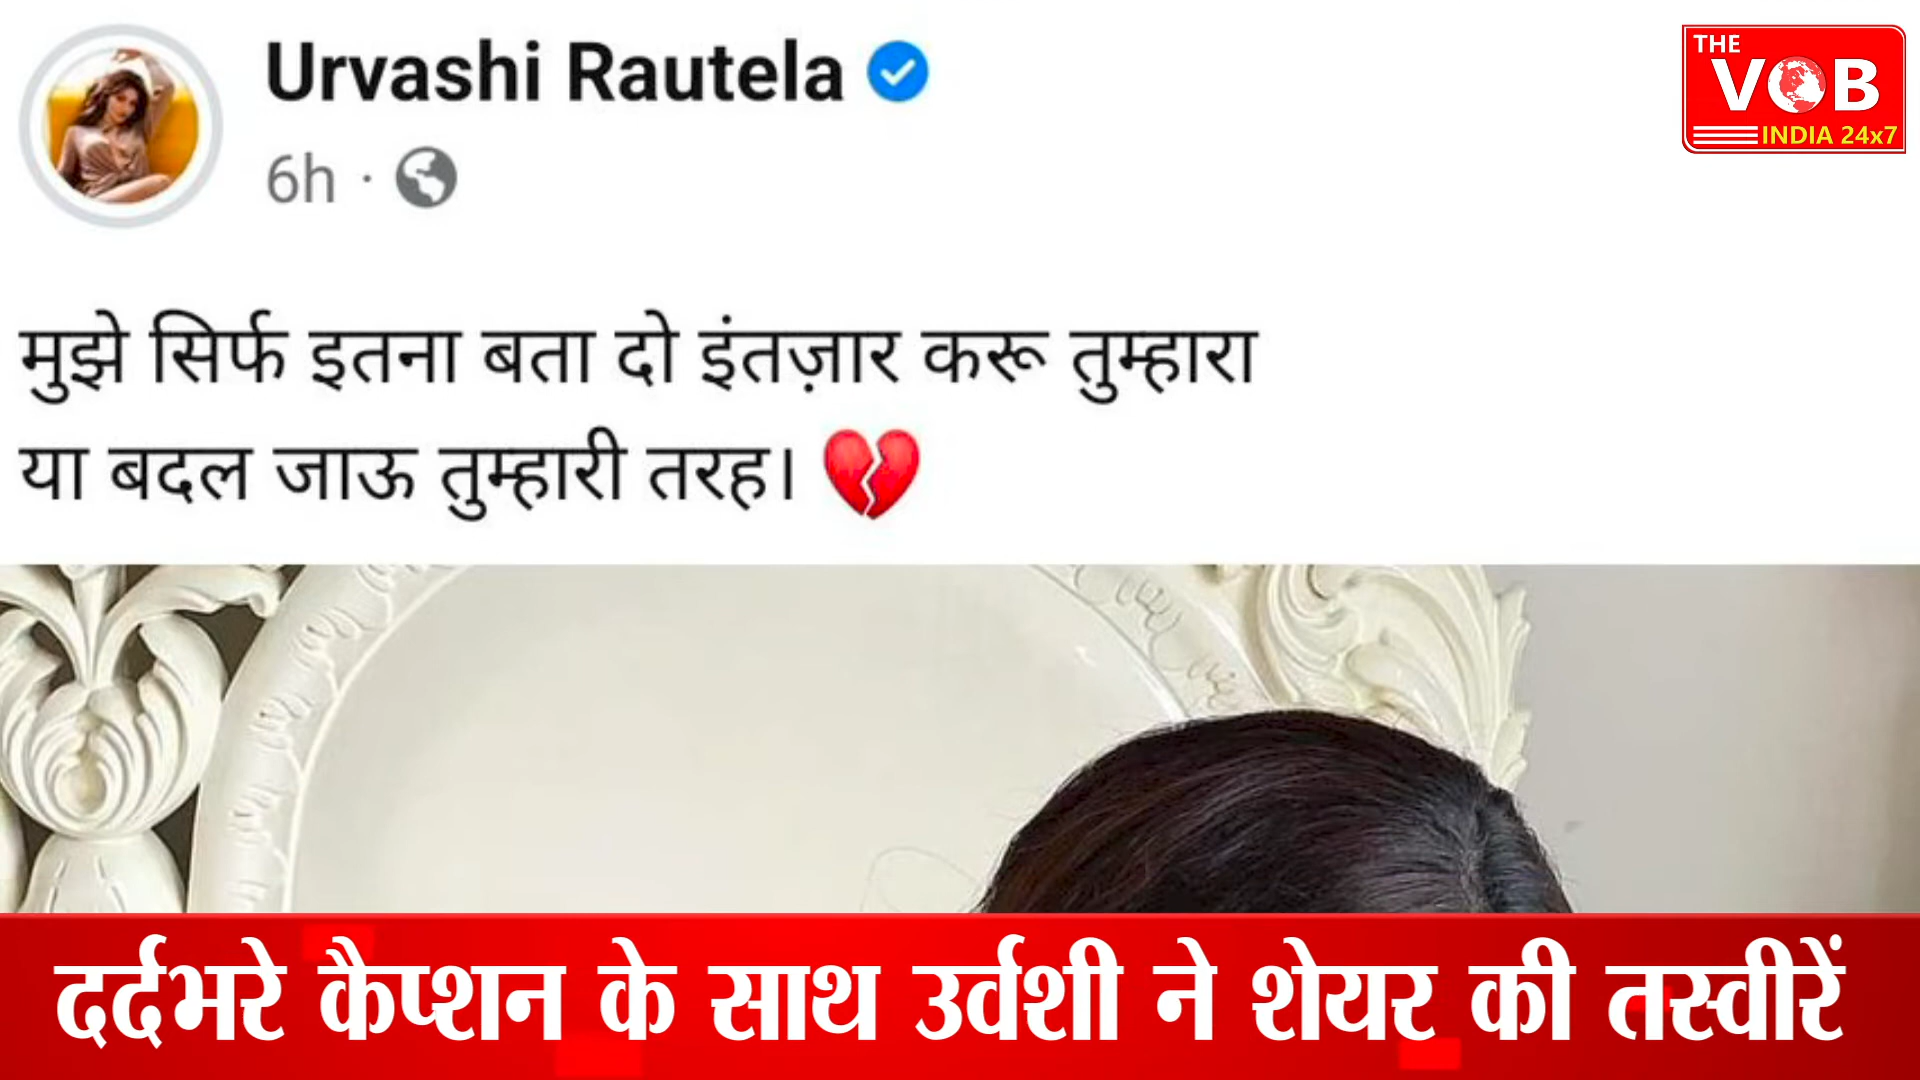 Urvashi Rautela
6h ·
THE
VOB
INDIA 24x7
मुझे सिर्फ इतना बता दो इंतज़ार करू तुम्हारा
या बदल जाऊ तुम्हारी तरह। 💔
दर्दभरे कैप्शन के साथ उर्वशी ने शेयर की तस्वीरें